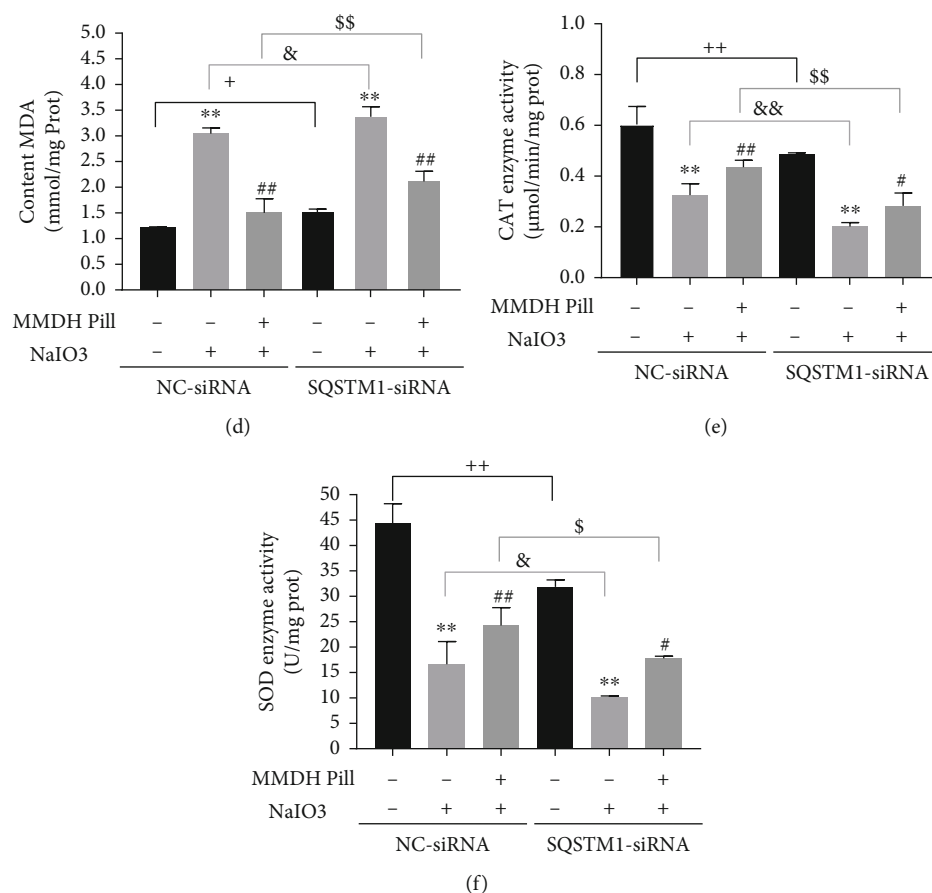 $$
&
+
**
**
##
##
5.0
4.5
4.0
3.5
3.0
2.5
2.0
1.5
1.0
0.5
0.0
Content MDA
(mmol/mg Prot)
MMDH Pill – – + – – +
NaIO3 – + + – + +
NC-siRNA SQSTM1-siRNA
(d)
++
$$
&&
**
##
**
#
1.0
0.8
0.6
0.4
0.2
0.0
CAT enzyme activity
(μmol/min/mg prot)
MMDH Pill – – + – – +
NaIO3 – + + – + +
NC-siRNA SQSTM1-siRNA
(e)
++
$
&
**
##
**
#
50
45
40
35
30
25
20
15
10
5
0
SOD enzyme activity
(U/mg prot)
MMDH Pill – – + – – +
NaIO3 – + + – + +
NC-siRNA SQSTM1-siRNA
(f)